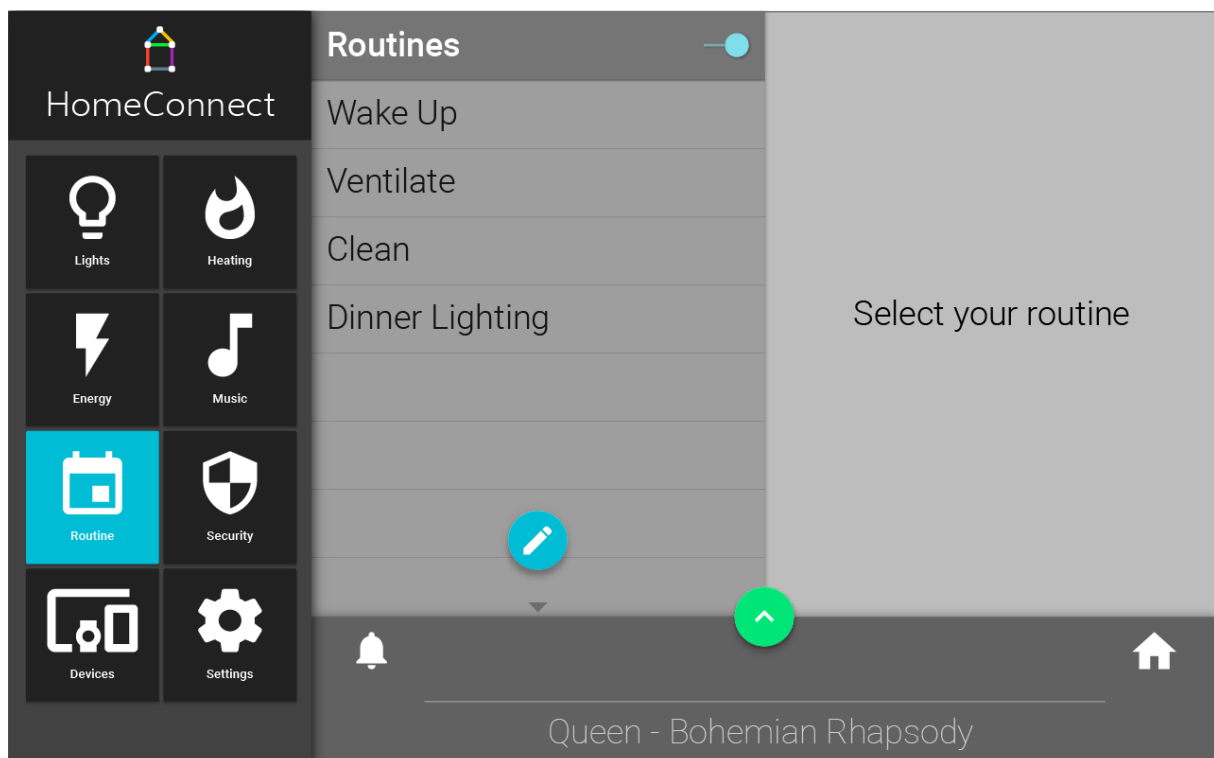 HomeConnect
Lights
Heating
Energy
Music
Routine
Security
Devices
Settings
Routines
Wake Up
Ventilate
Clean
Dinner Lighting
Select your routine
Queen - Bohemian Rhapsody